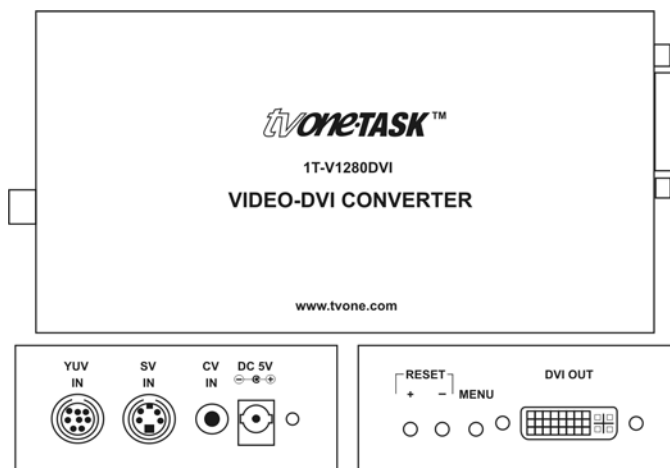 tvone·TASK™
1T-V1280DVI
VIDEO-DVI CONVERTER
www.tvone.com
YUV IN
SV IN
CV IN
DC 5V
RESET
+ −
MENU
DVI OUT